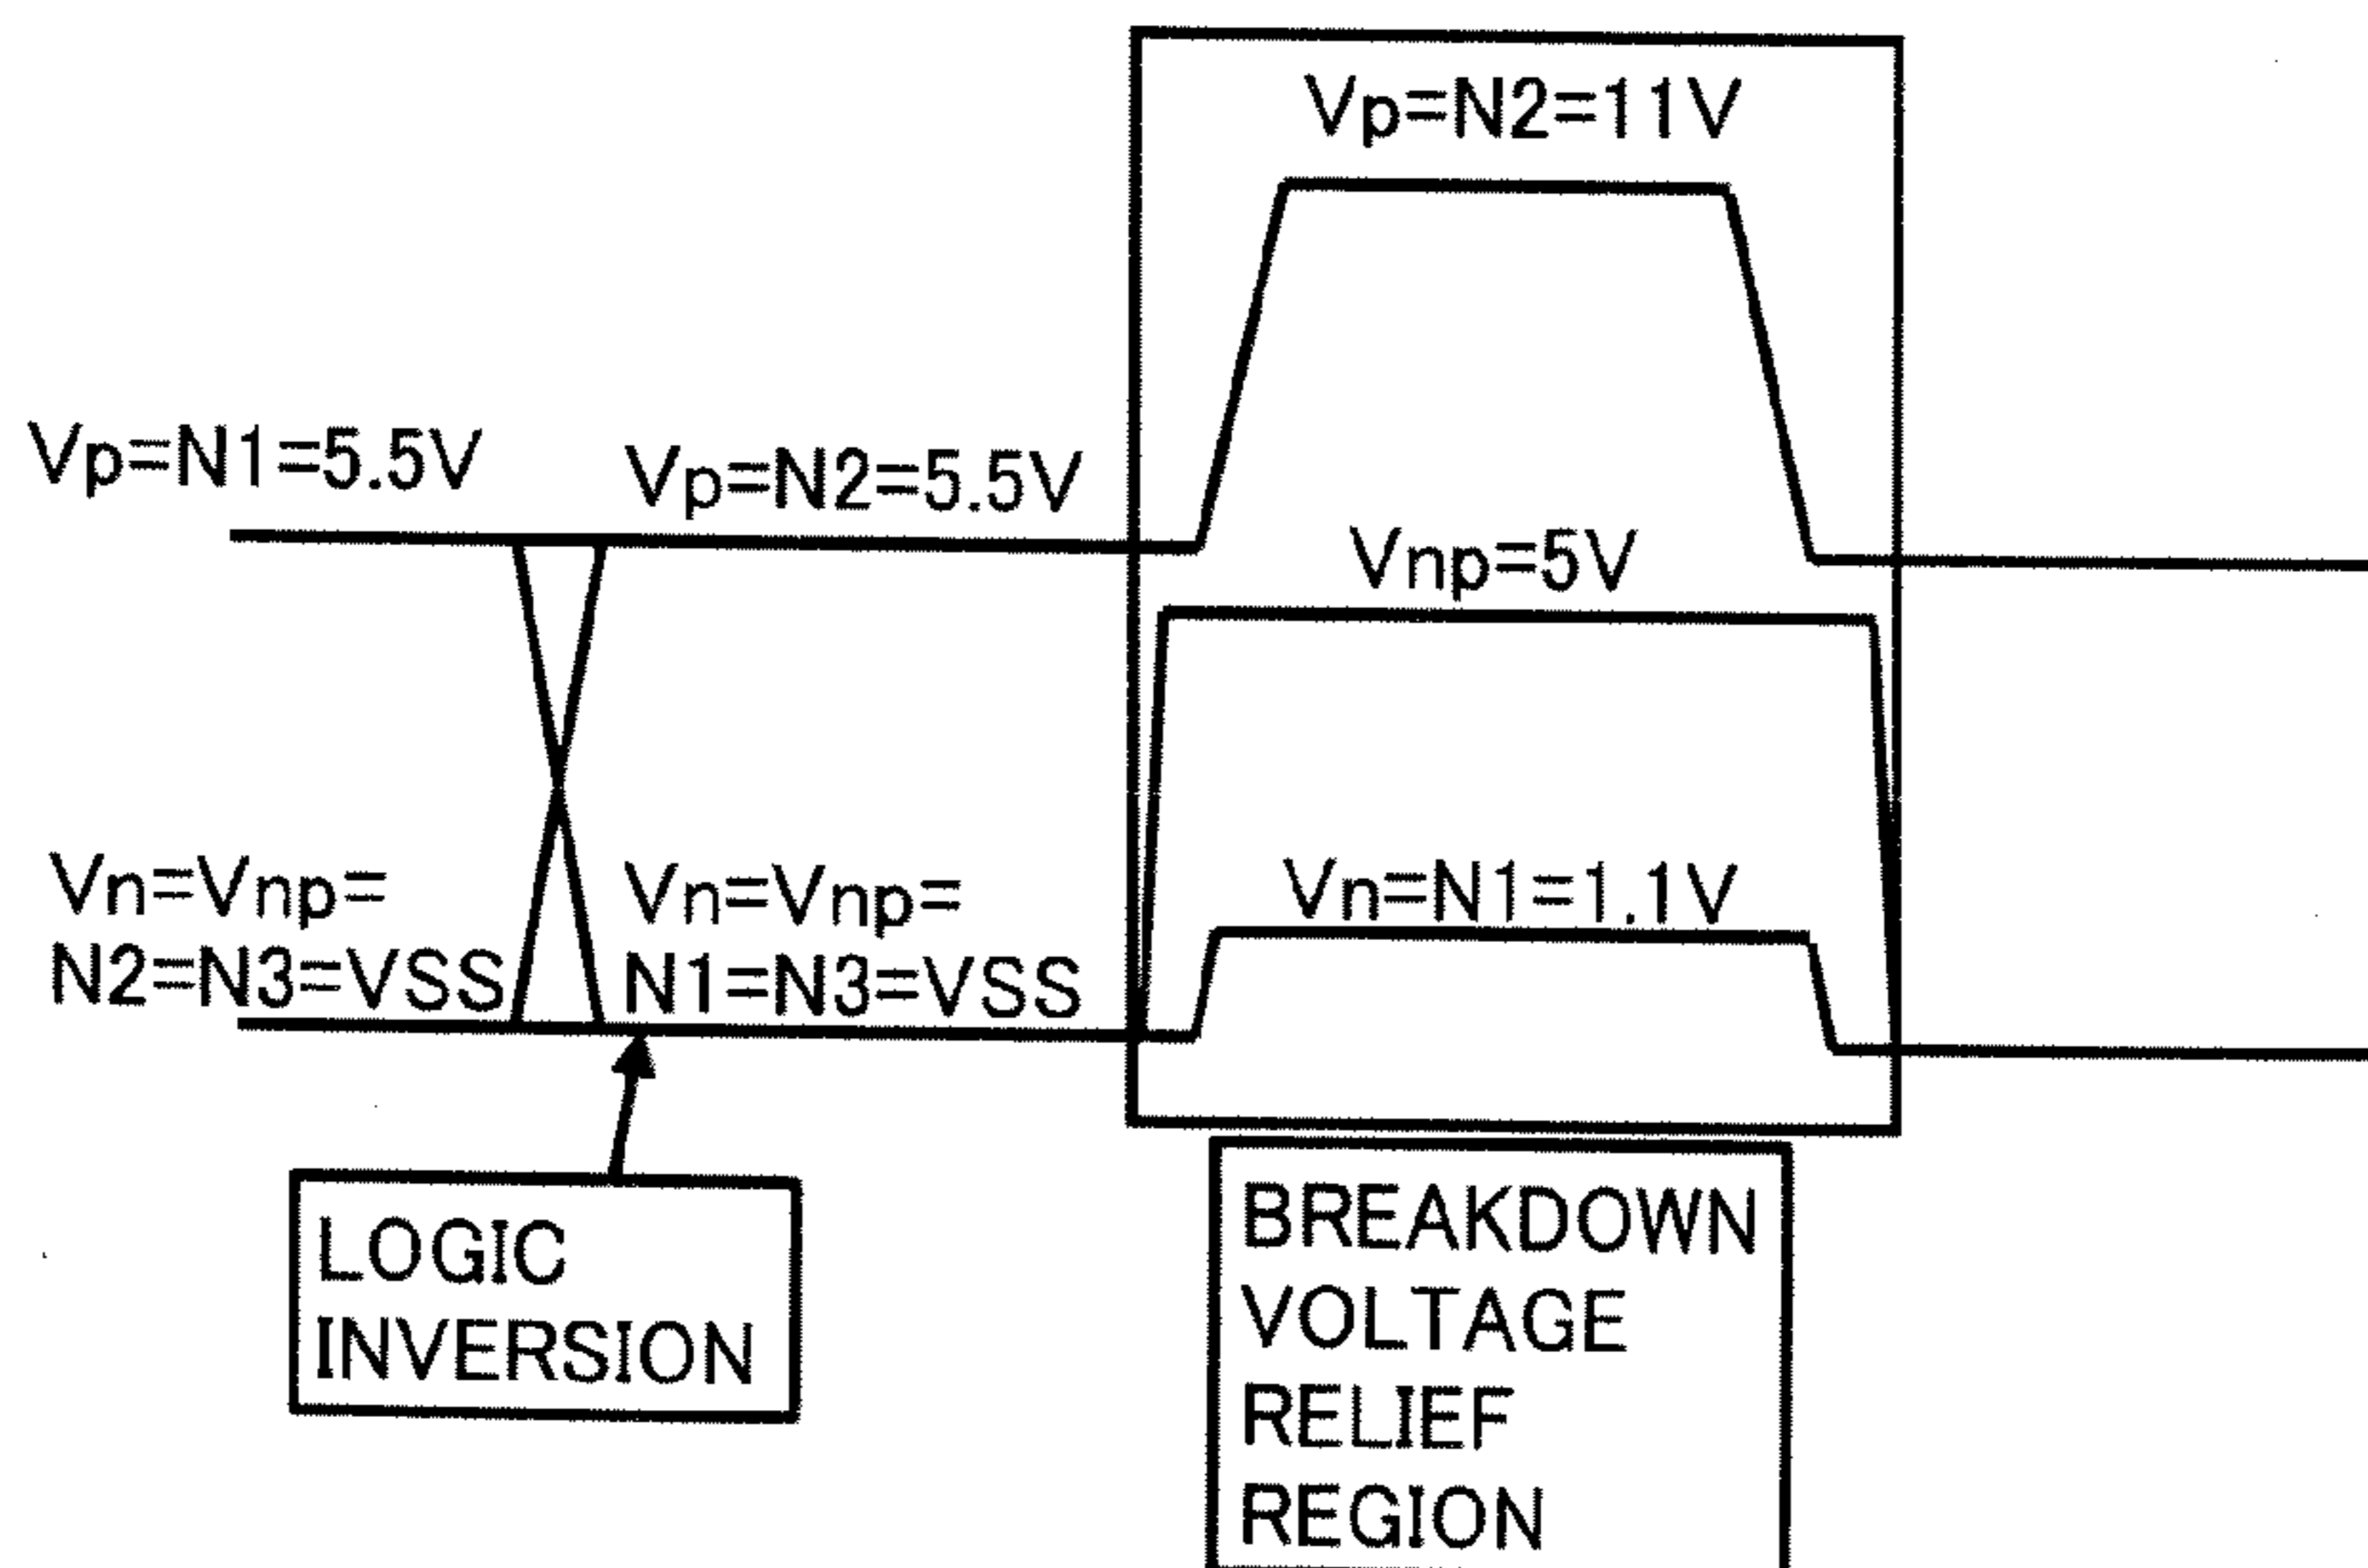 Vp=N2=11V
Vp=N1=5.5V
Vp=N2=5.5V
Vnp=5V
Vn=Vnp=
N2=N3=VSS
Vn=Vnp=
N1=N3=VSS
Vn=N1=1.1V
LOGIC
INVERSION
BREAKDOWN
VOLTAGE
RELIEF
REGION